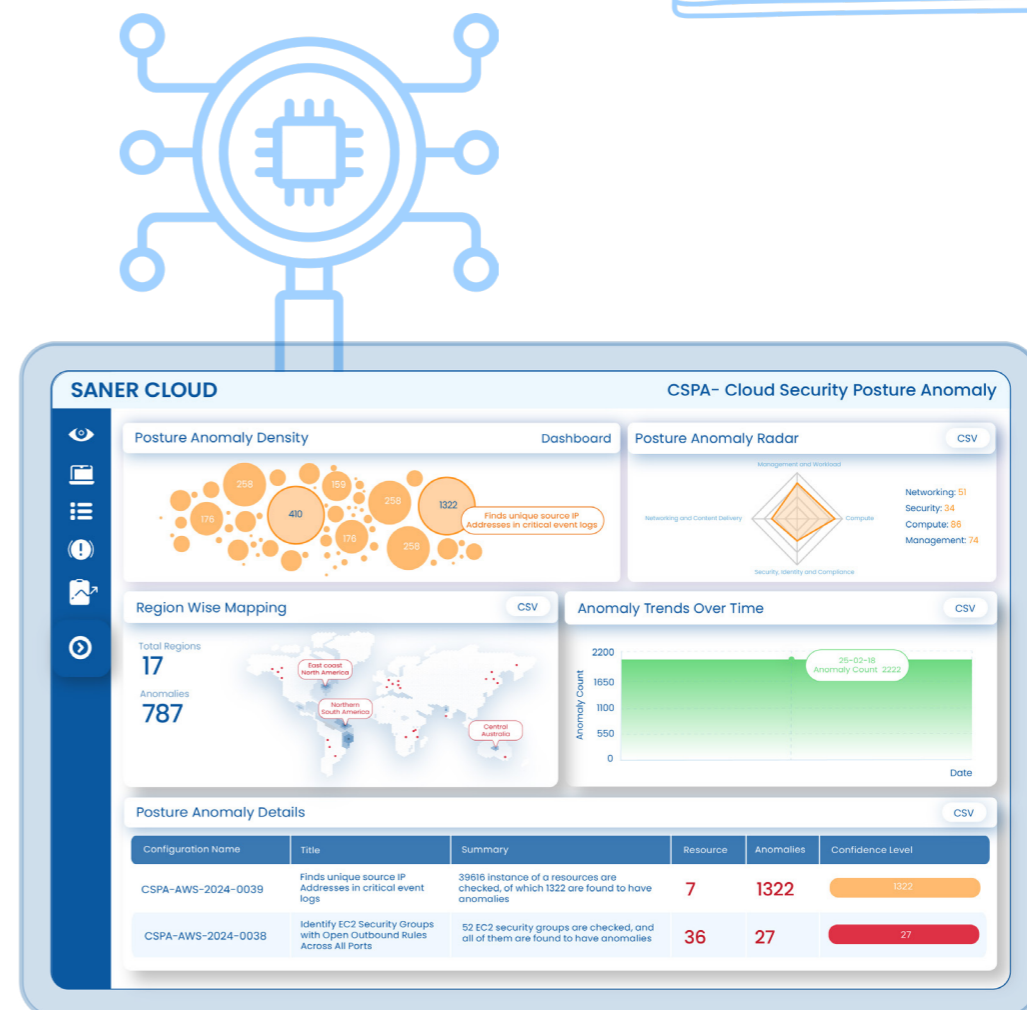 SANER CLOUD
CSPA- Cloud Security Posture Anomaly
Posture Anomaly Density
Dashboard
258
159
258
1322
410
176
176
258
Finds unique source IP
Addresses in critical event logs
Posture Anomaly Radar
CSV
Management and Workload
Networking and Content Delivery
Compute
Security, Identity and Compliance
Networking: 51
Security: 34
Compute: 86
Management: 74
Region Wise Mapping
CSV
Total Regions
17
Anomalies
787
East coast
North America
Northern
South America
Central
Australia
Anomaly Trends Over Time
CSV
Anomaly Count
2200
1650
1100
550
0
25-02-18
Anomaly Count 2222
Date
Posture Anomaly Details
CSV
Configuration Name
Title
Summary
Resource
Anomalies
Confidence Level
CSPA-AWS-2024-0039
Finds unique source IP
Addresses in critical event
logs
39616 instance of a resources are
checked, of which 1322 are found to have
anomalies
7
1322
1322
CSPA-AWS-2024-0038
Identify EC2 Security Groups
with Open Outbound Rules
Across All Ports
52 EC2 security groups are checked, and
all of them are found to have anomalies
36
27
27